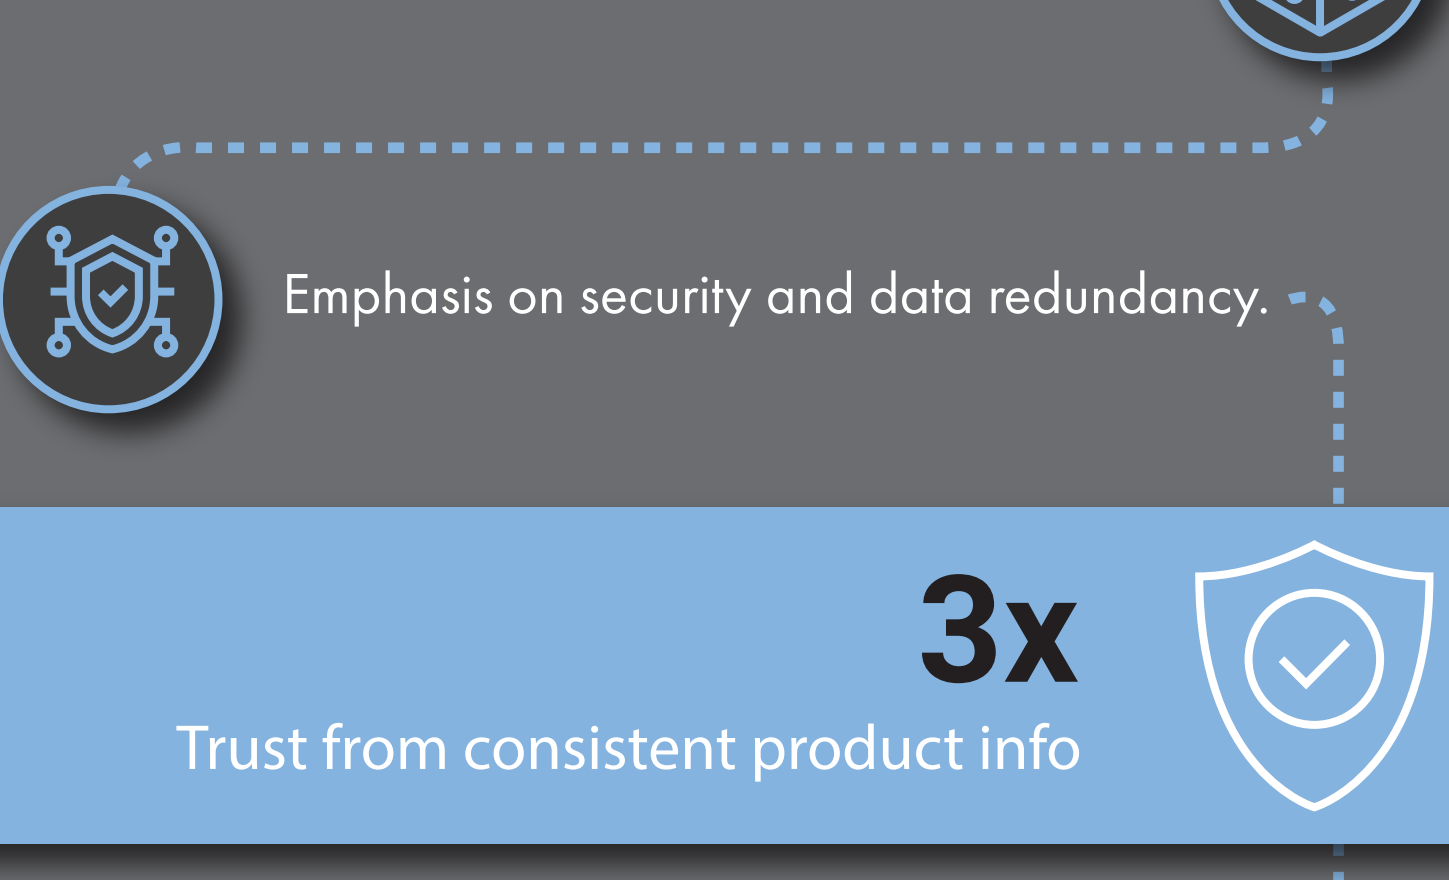 Emphasis on security and data redundancy.
3x
Trust from consistent product info